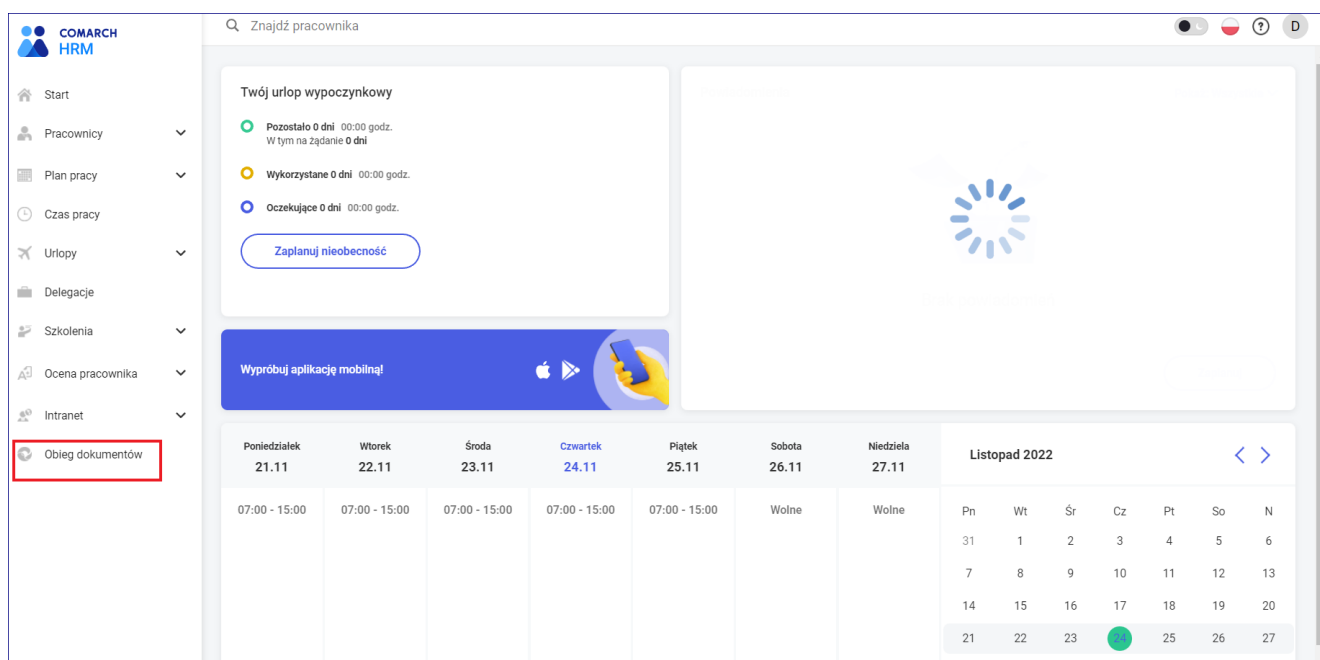 COMARCH
HRM
Znajdź pracownika
D
Start
Pracownicy
Plan pracy
Czas pracy
Urlopy
Delegacje
Szkolenia
Ocena pracownika
Intranet
Obieg dokumentów
Twój urlop wypoczynkowy
Pozostało 0 dni 00:00 godz.
W tym na żądanie 0 dni
Wykorzystane 0 dni 00:00 godz.
Oczekujące 0 dni 00:00 godz.
Zaplanuj nieobecność
Wypróbuj aplikację mobilną!
Poniedziałek Wtorek Środa Czwartek Piątek Sobota Niedziela
21.11 22.11 23.11 24.11 25.11 26.11 27.11
07:00 - 15:00 07:00 - 15:00 07:00 - 15:00 07:00 - 15:00 07:00 - 15:00 Wolne Wolne
Listopad 2022
Pn Wt Śr Cz Pt So N
31 1 2 3 4 5 6
7 8 9 10 11 12 13
14 15 16 17 18 19 20
21 22 23 24 25 26 27